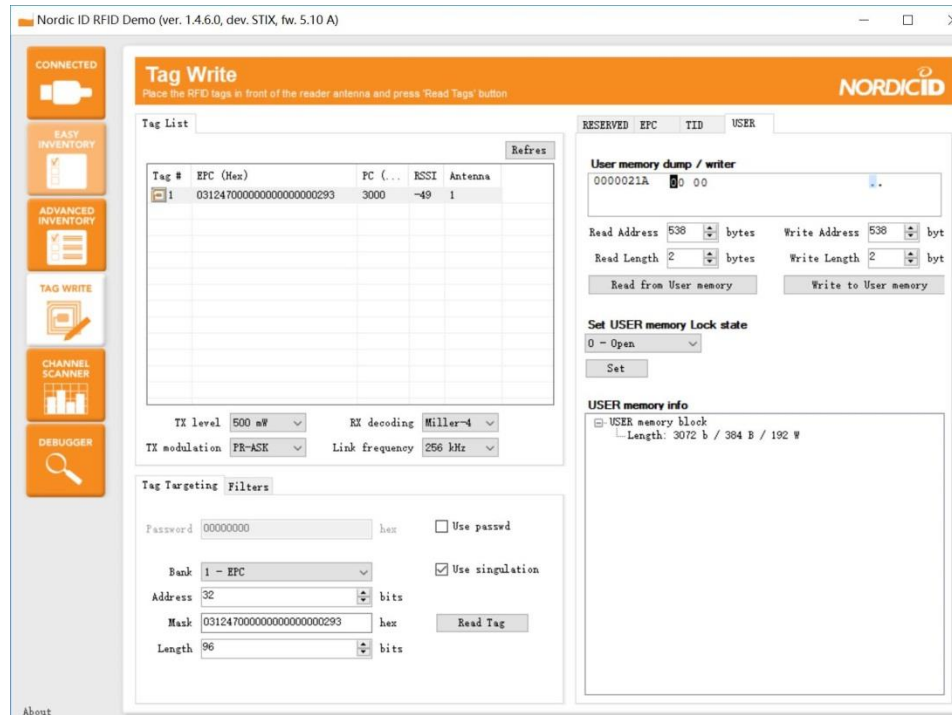 Nordic ID RFID Demo (ver. 1.4.6.0, dev. STIX, fw. 5.10 A)
CONNECTED
EASY INVENTORY
ADVANCED INVENTORY
TAG WRITE
CHANNEL SCANNER
DEBUGGER
About
Tag Write
Place the RFID tags in front of the reader antenna and press 'Read Tags' button
NORDICID
Tag List
Refres
Tag # EPC (Hex) PC (... RSSI Antenna
1 031247000000000000000293 3000 -49 1
TX level 500 mW RX decoding Miller-4
TX modulation PR-ASK Link frequency 256 kHz
Tag Targeting Filters
Password 00000000 hex Use passwd
Bank 1 - EPC Use singulation
Address 32 bits
Mask 031247000000000000000293 hex Read Tag
Length 96 bits
RESERVED EPC TID USER
User memory dump / writer
0000021A 00 00 ..
Read Address 538 bytes Write Address 538 byt
Read Length 2 bytes Write Length 2 byt
Read from User memory Write to User memory
Set USER memory Lock state
0 - Open
Set
USER memory info
USER memory block
Length: 3072 b / 384 B / 192 W